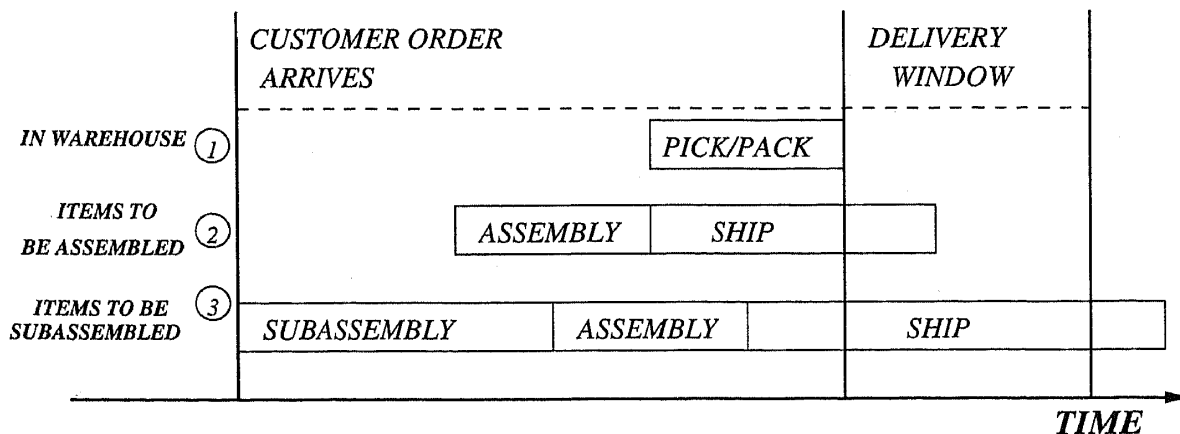 CUSTOMER ORDER
ARRIVES
DELIVERY
WINDOW
IN WAREHOUSE 1
PICK/PACK
ITEMS TO
BE ASSEMBLED 2
ASSEMBLY SHIP
ITEMS TO BE
SUBASSEMBLED 3
SUBASSEMBLY ASSEMBLY SHIP
TIME